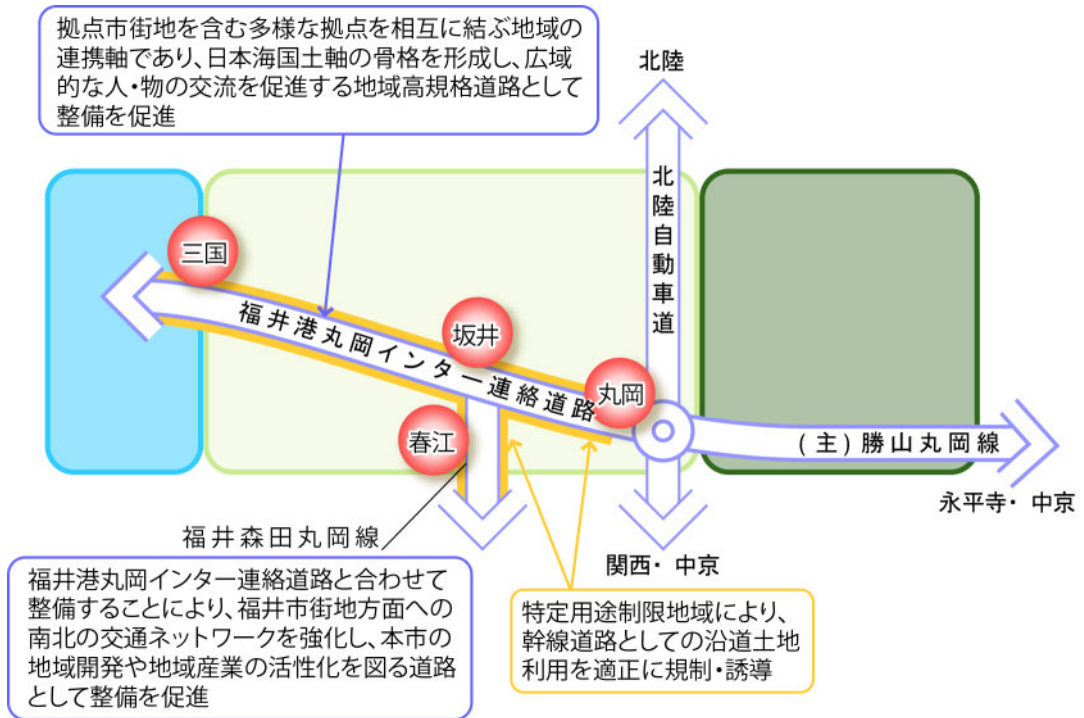 拠点市街地を含む多様な拠点を相互に結ぶ地域の
連携軸であり、日本海国土軸の骨格を形成し、広域
的な人・物の交流を促進する地域高規格道路として
整備を促進
北陸
北陸自動車道
三国
福井港丸岡インター連絡道路
坂井
丸岡
春江
(主)勝山丸岡線
永平寺・中京
福井森田丸岡線
関西・中京
福井港丸岡インター連絡道路と合わせて
整備することにより、福井市街地方面への
南北の交通ネットワークを強化し、本市の
地域開発や地域産業の活性化を図る道路
として整備を促進
特定用途制限地域により、
幹線道路としての沿道土地
利用を適正に規制・誘導